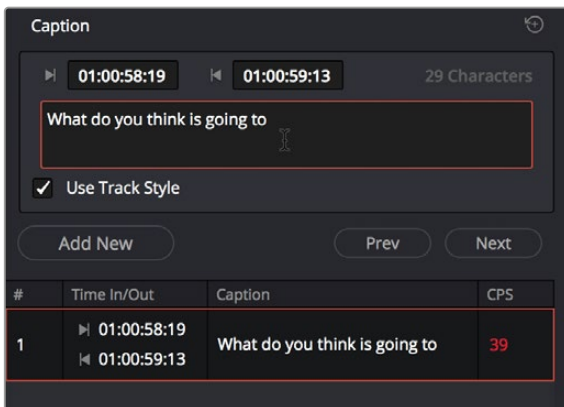 Caption
01:00:58:19 01:00:59:13 29 Characters
What do you think is going to
Use Track Style
Add New Prev Next
# Time In/Out Caption CPS
1 01:00:58:19 What do you think is going to 39
01:00:59:13